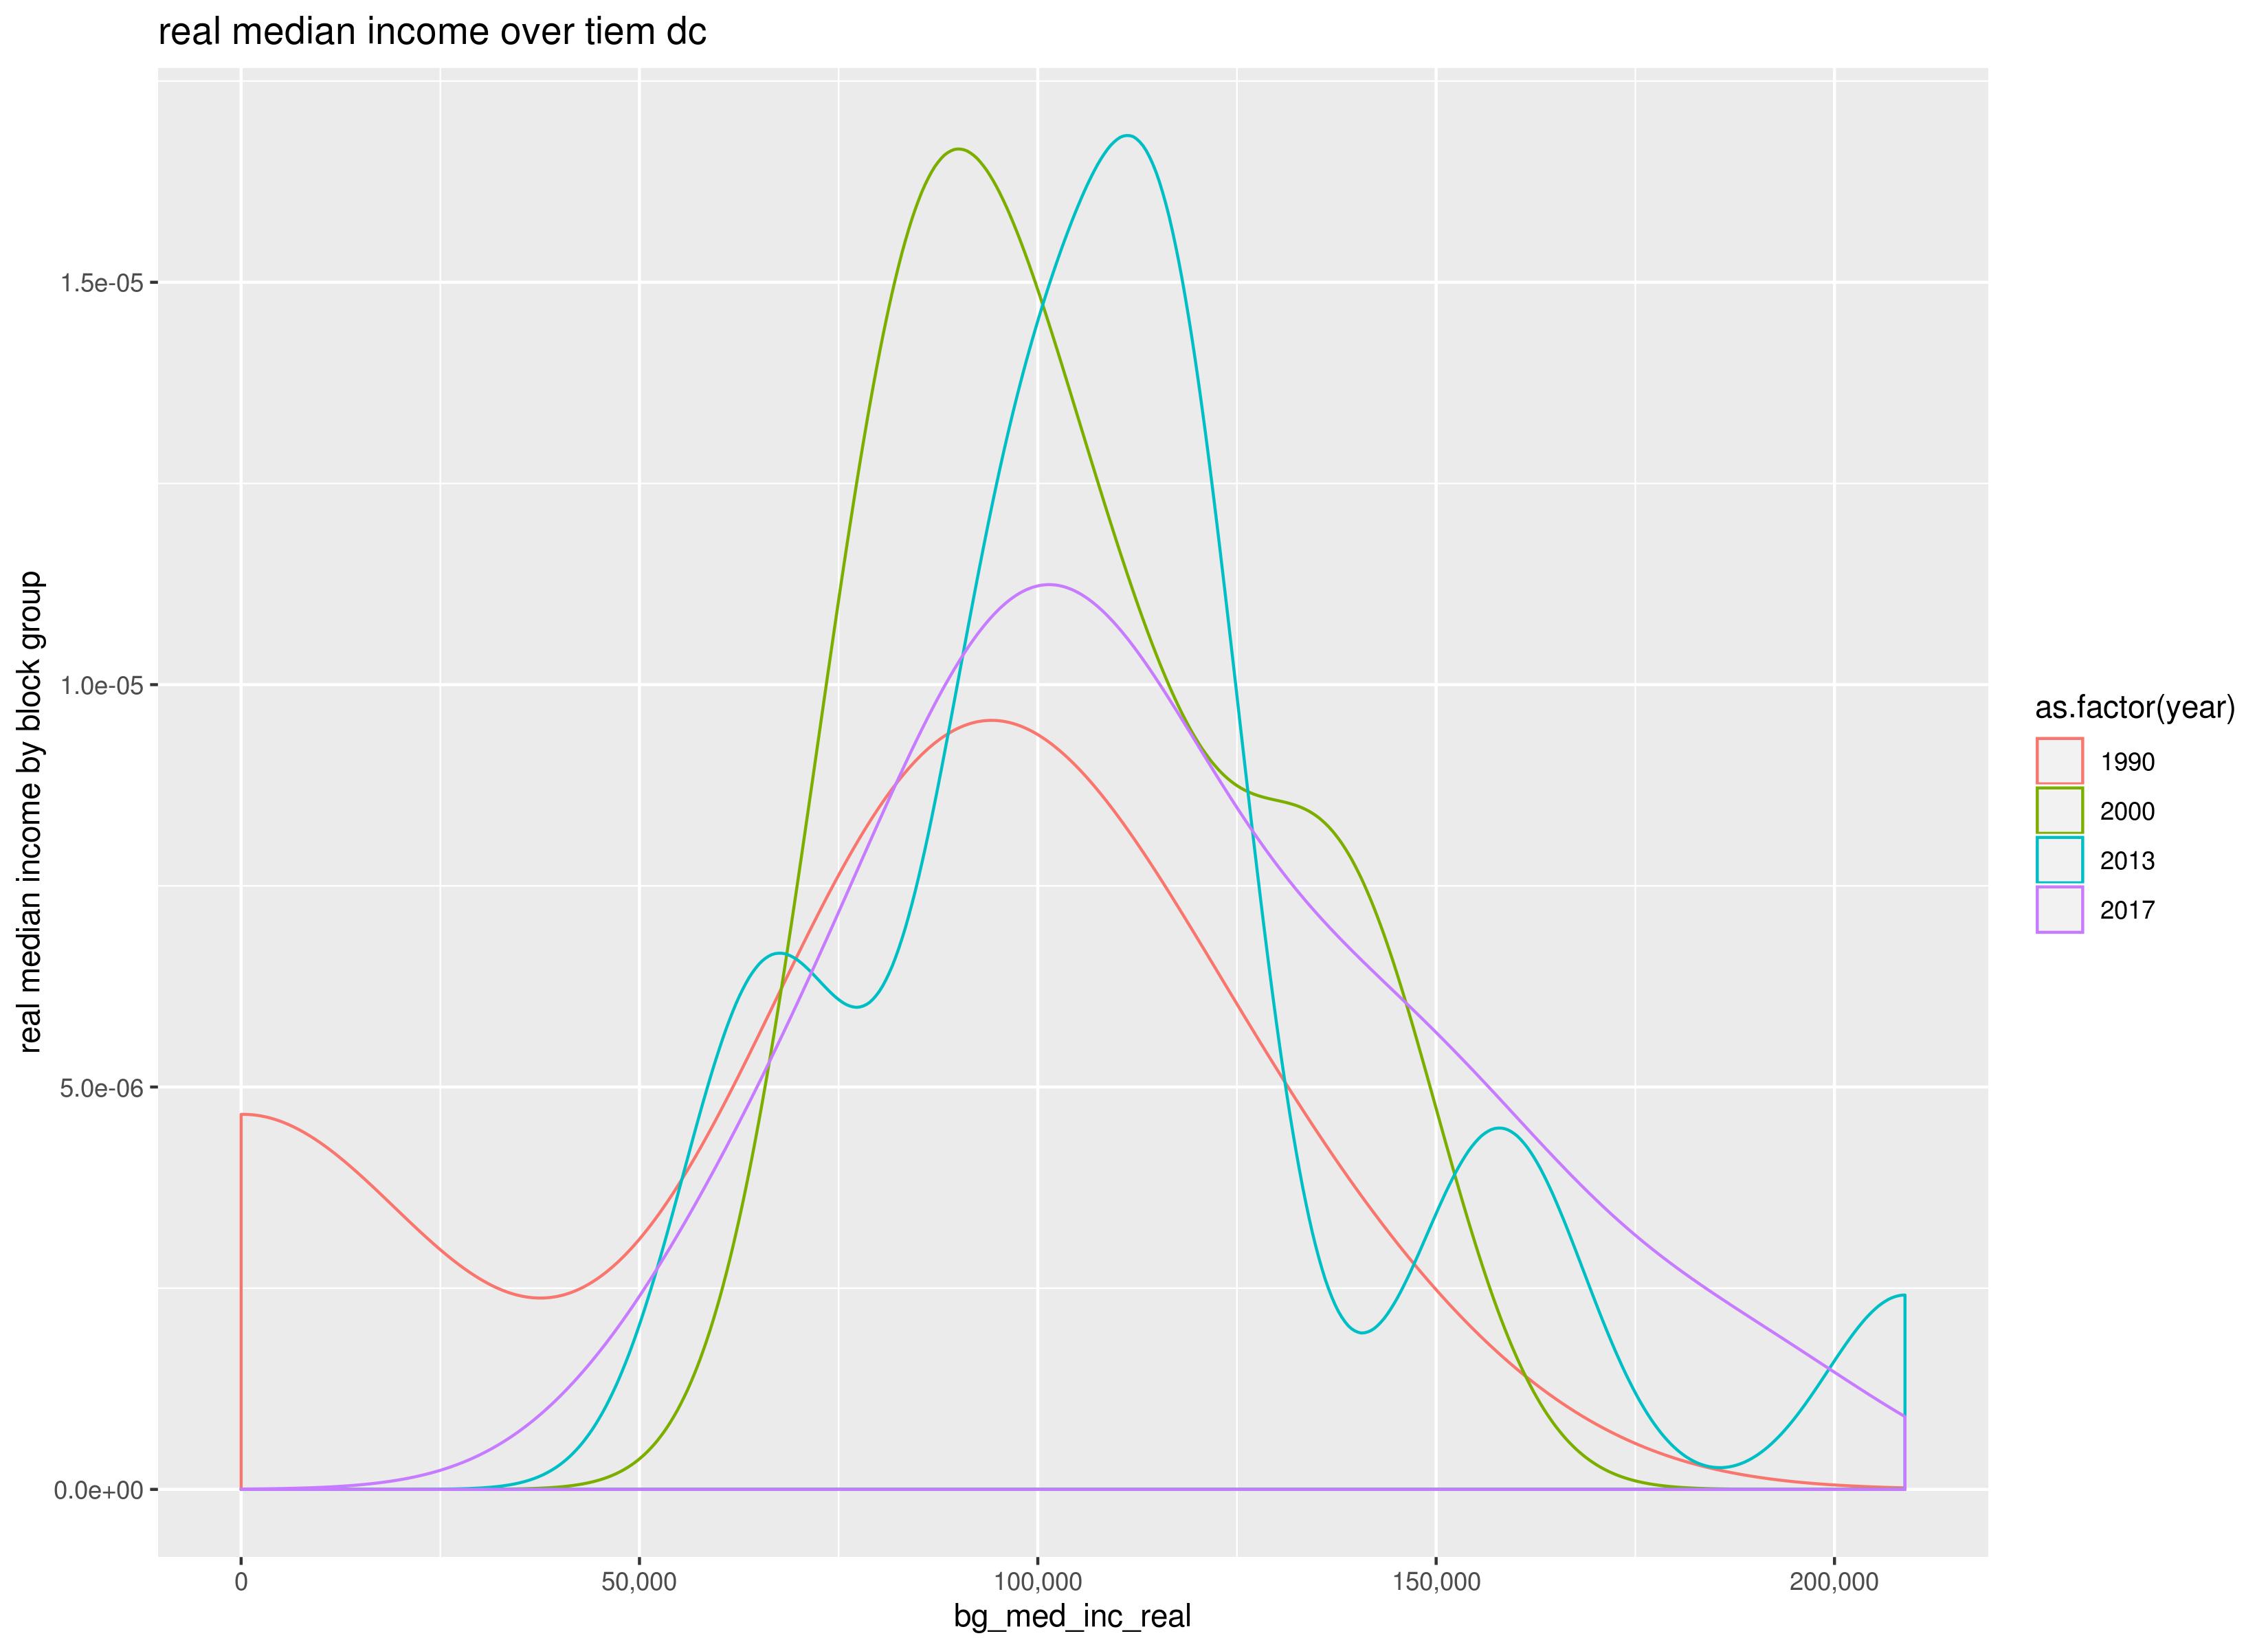 real median income over tiem dc
real median income by block group
1.5e-05
1.0e-05
5.0e-06
0.0e+00
0
50,000
100,000
150,000
200,000
bg_med_inc_real
as.factor(year)
1990
2000
2013
2017